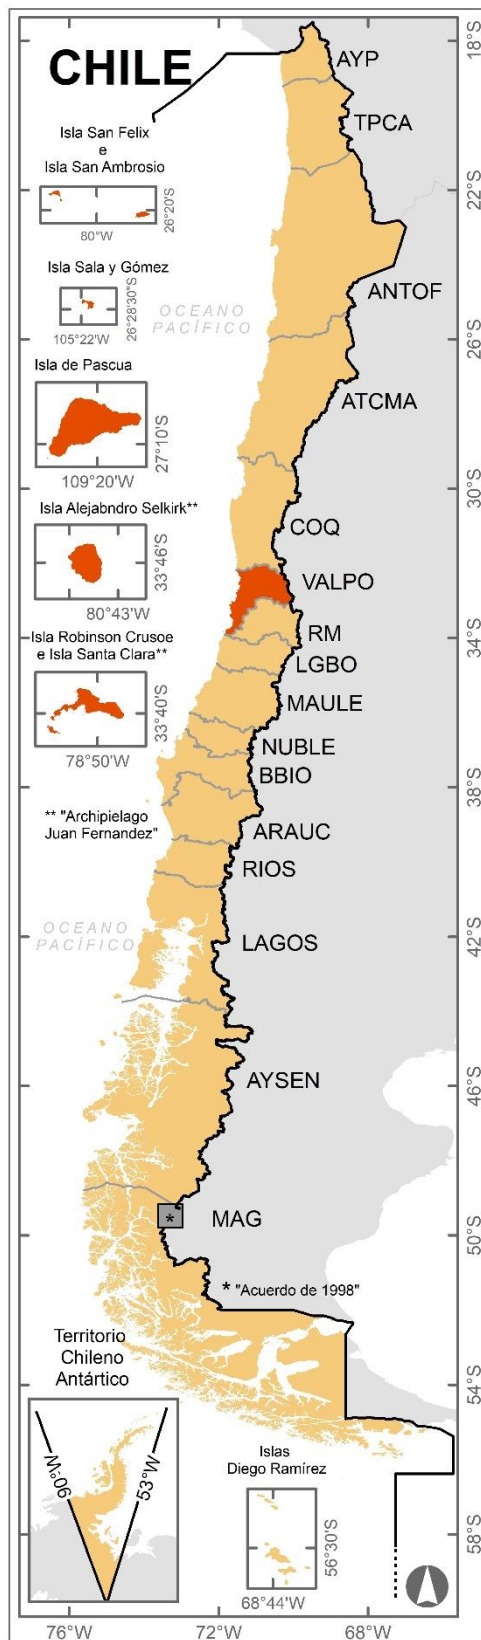 18°S
CHILE
AYP
Isla San Felix
e
Isla San Ambrosio
TPCA
80°W
26°20'S
22°S
Isla Sala y Gómez
105°22'W
26°28'30"S
OCEANO
PACÍFICO
ANTOF
26°S
Isla de Pascua
109°20'W
27°10'S
ATCMA
30°S
Isla Alejabndro Selkirk**
80°43'W
33°46'S
COQ
VALPO
Isla Robinson Crusoe
e Isla Santa Clara**
78°50'W
33°40'S
RM
34°S
LGBO
MAULE
NUBLE
BBIO
38°S
** "Archipielago
Juan Fernandez"
ARAUC
RIOS
OCEANO
PACÍFICO
LAGOS
42°S
AYSEN
46°S
*
MAG
50°S
* "Acuerdo de 1998"
Territorio
Chileno
Antártico
90°W
53°W
54°S
Islas
Diego Ramírez
68°44'W
56°30'S
58°S
76°W
72°W
68°W